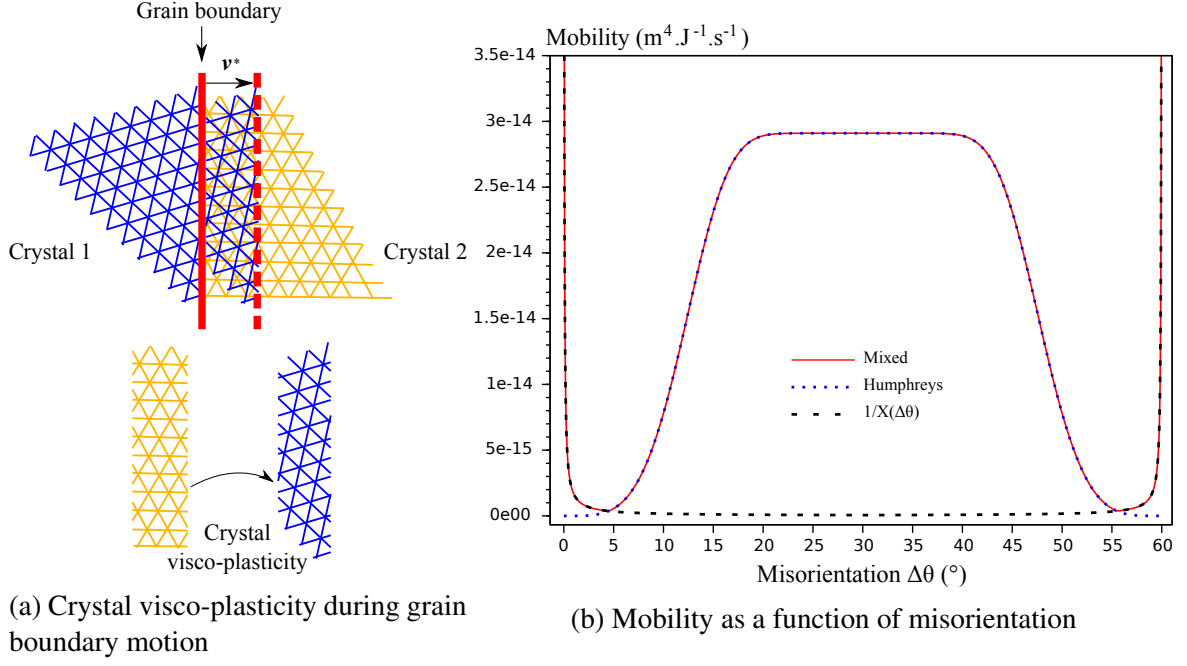 Grain boundary
v*
Crystal 1
Crystal 2
Crystal
visco-plasticity
(a) Crystal visco-plasticity during grain
boundary motion
Mobility (m⁴.J⁻¹.s⁻¹)
3.5e-14
3e-14
2.5e-14
2e-14
1.5e-14
1e-14
5e-15
0e00
Mixed
Humphreys
1/X(Δθ)
0 5 10 15 20 25 30 35 40 45 50 55 60
Misorientation Δθ (°)
(b) Mobility as a function of misorientation